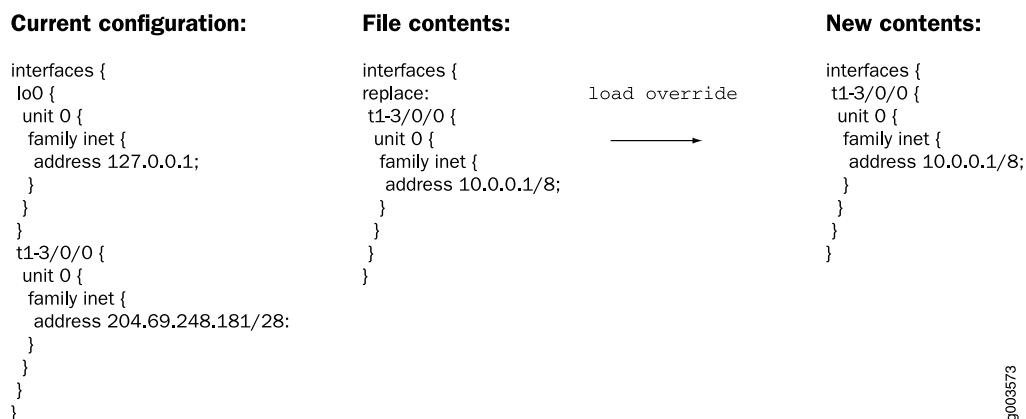 Current configuration:
interfaces {
lo0 {
unit 0 {
family inet {
address 127.0.0.1;
}
}
}
t1-3/0/0 {
unit 0 {
family inet {
address 204.69.248.181/28:
}
}
}
}
File contents:
interfaces {
replace:
t1-3/0/0 {
unit 0 {
family inet {
address 10.0.0.1/8;
}
}
}
}
load override
New contents:
interfaces {
t1-3/0/0 {
unit 0 {
family inet {
address 10.0.0.1/8;
}
}
}
}
g003573